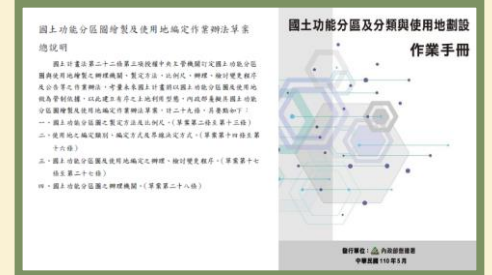 國土功能分區圖繪製及使用地編定作業辦法草案
總說明
國土計畫法第二十二條第三項授權中央主管機關訂定國土功能分區
圖與使用地繪製之辦理機關、製定方法、比例尺、辦理、檢討變更程序
及公告等之作業辦法，考量未來國土計畫將以國土功能分區圖及使用地
做為管制依據，以此建立有序之土地利用型態，內政部爰擬具國土功能
分區圖繪製及使用地編定作業辦法草案，計二十九條，其要點如下：
一、國土功能分區圖之製定方法及比例尺。（草案第二條至第十三條）
二、使用地之編定類別、編定方式及界線決定方式。（草案第十四條至第
十六條）
三、國土功能分區圖及使用地編定之辦理、檢討變更程序。（草案第十七
條至第二十七條）
四、國土功能分區圖之辦理機關。（草案第二十八條）
國土功能分區及分類與使用地劃設
作業手冊
發行單位：內政部營建署
中華民國 110 年 5 月